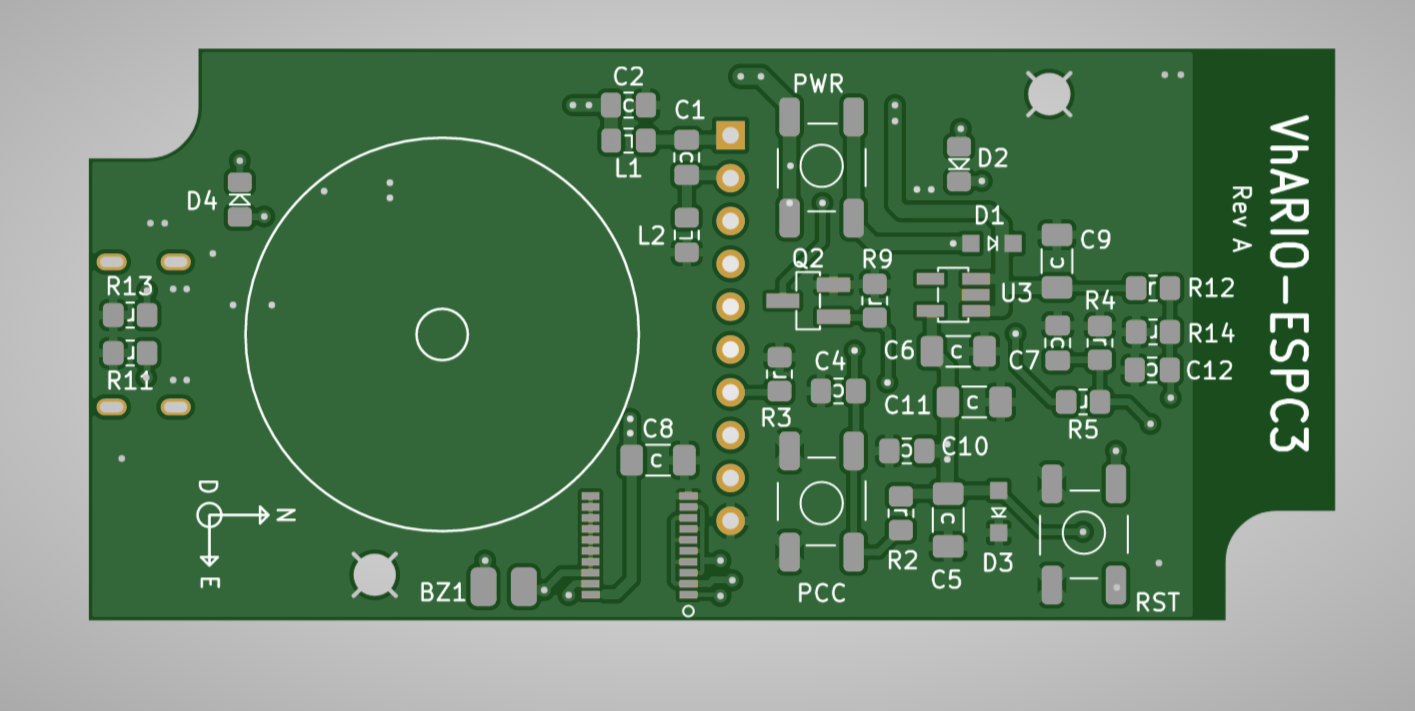 C2
PWR
C1
VhARIO-ESPC3
Rev A
L1
D2
D4
D1
L2
C9
Q2
R9
R13
U3
R12
R4
R14
C6
C7
C4
R11
C12
C11
R3
R5
C8
C10
D
N
E
R2
D3
C5
BZ1
PCC
RST